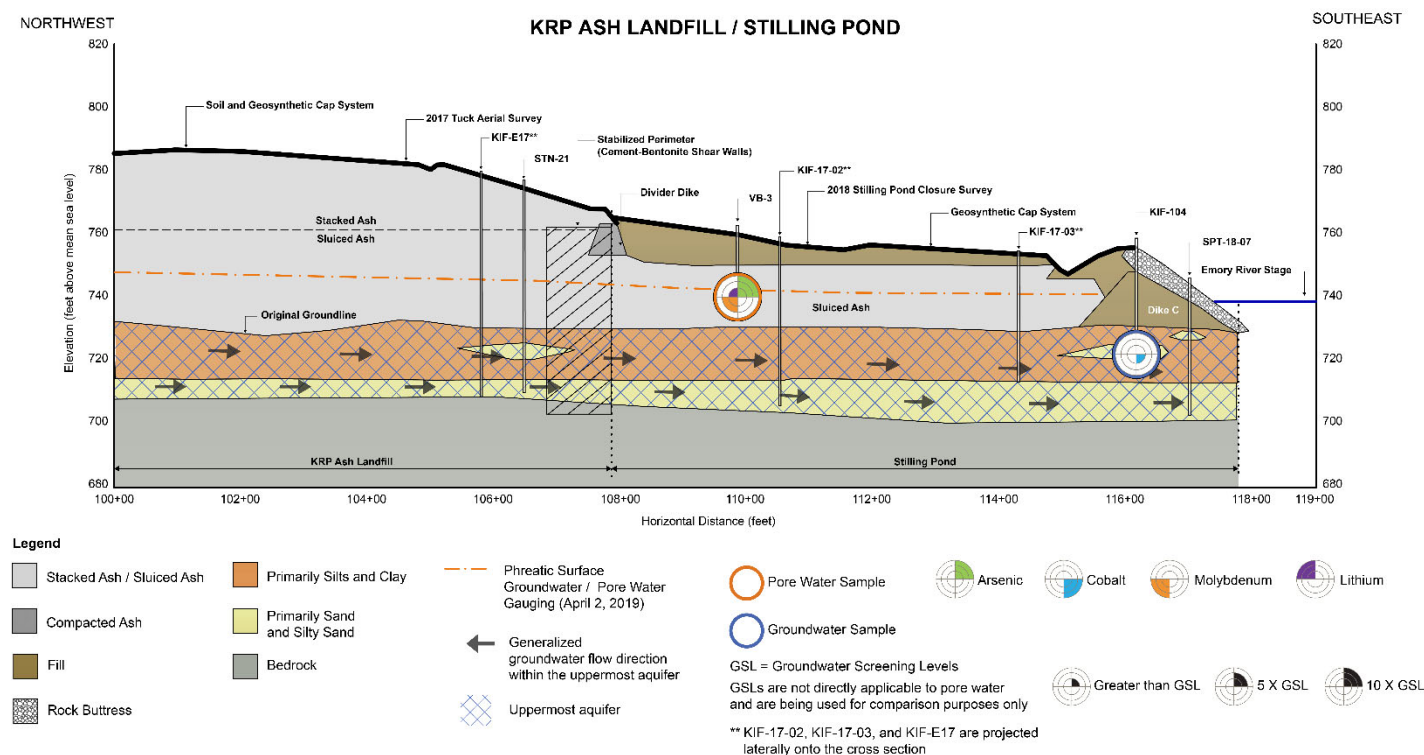 NORTHWEST
KRP ASH LANDFILL / STILLING POND
SOUTHEAST
820
800
780
760
740
720
700
680
Elevation (feet above mean sea level)
820
800
780
760
740
720
700
680
Soil and Geosynthetic Cap System
2017 Tuck Aerial Survey
KIF-E17**
STN-21
Stabilized Perimeter
(Cement-Bentonite Shear Walls)
Divider Dike
VB-3
KIF-17-02**
2018 Stilling Pond Closure Survey
Geosynthetic Cap System
KIF-17-03**
KIF-104
SPT-18-07
Emory River Stage
Stacked Ash
Sluiced Ash
Original Groundline
Sluiced Ash
Dike C
KRP Ash Landfill
Stilling Pond
100+00
102+00
104+00
106+00
108+00
110+00
112+00
114+00
116+00
118+00
119+00
Horizontal Distance (feet)
Legend
Stacked Ash / Sluiced Ash
Compacted Ash
Fill
Rock Buttress
Primarily Silts and Clay
Primarily Sand
and Silty Sand
Bedrock
Phreatic Surface
Groundwater / Pore Water
Gauging (April 2, 2019)
Generalized
groundwater flow direction
within the uppermost aquifer
Uppermost aquifer
Pore Water Sample
Groundwater Sample
GSL = Groundwater Screening Levels
GSLs are not directly applicable to pore water
and are being used for comparison purposes only
** KIF-17-02, KIF-17-03, and KIF-E17 are projected
laterally onto the cross section
Arsenic
Cobalt
Molybdenum
Lithium
Greater than GSL
5 X GSL
10 X GSL